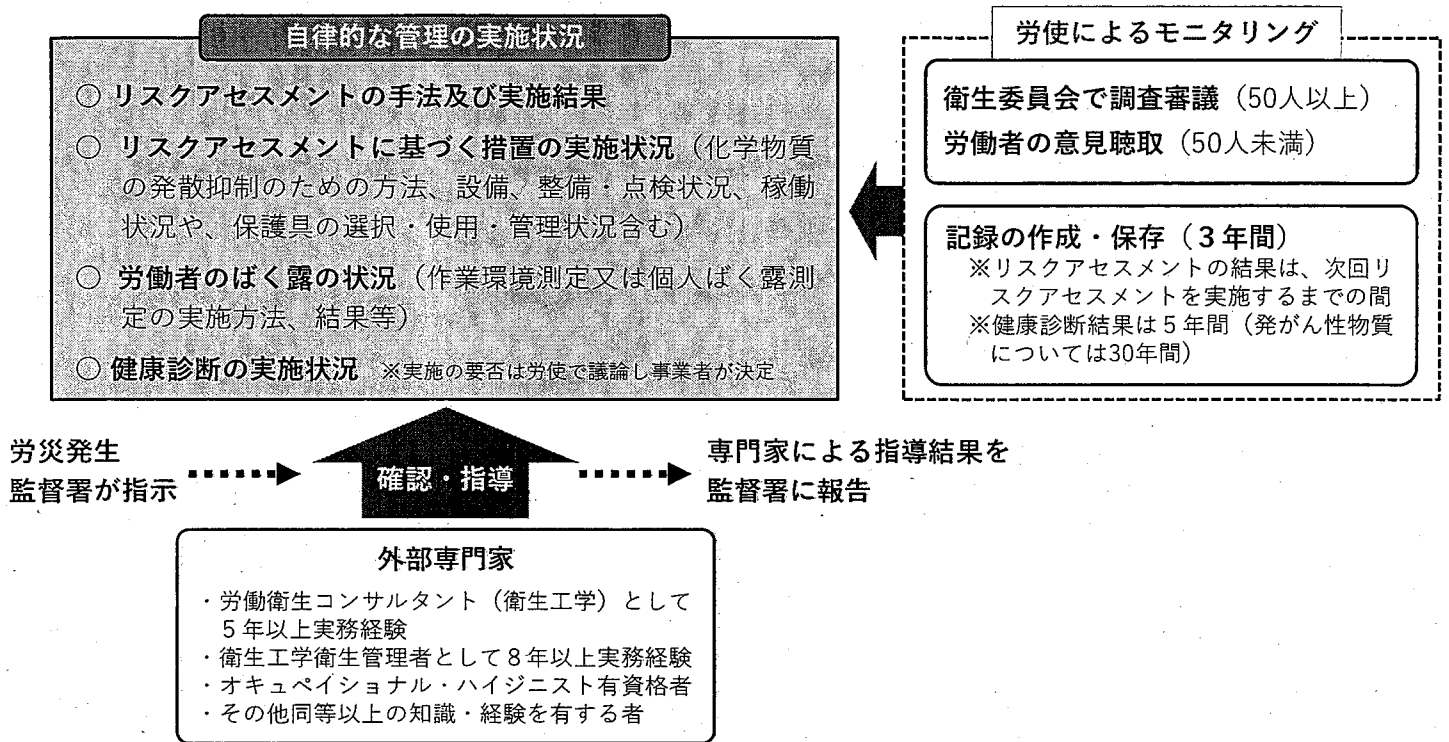 自律的な管理の実施状況
○ リスクアセスメントの手法及び実施結果
○ リスクアセスメントに基づく措置の実施状況（化学物質
の発散抑制のための方法、設備、整備・点検状況、稼働
状況や、保護具の選択・使用・管理状況含む）
○ 労働者のばく露の状況（作業環境測定又は個人ばく露測
定の実施方法、結果等）
○ 健康診断の実施状況 ※実施の要否は労使で議論し事業者が決定
労使によるモニタリング
衛生委員会で調査審議（50人以上）
労働者の意見聴取（50人未満）
記録の作成・保存（３年間）
※リスクアセスメントの結果は、次回リ
スクアセスメントを実施するまでの間
※健康診断結果は５年間（発がん性物質
については30年間）
労災発生
監督署が指示
確認・指導
専門家による指導結果を
監督署に報告
外部専門家
・労働衛生コンサルタント（衛生工学）として
５年以上実務経験
・衛生工学衛生管理者として８年以上実務経験
・オキュペイショナル・ハイジニスト有資格者
・その他同等以上の知識・経験を有する者